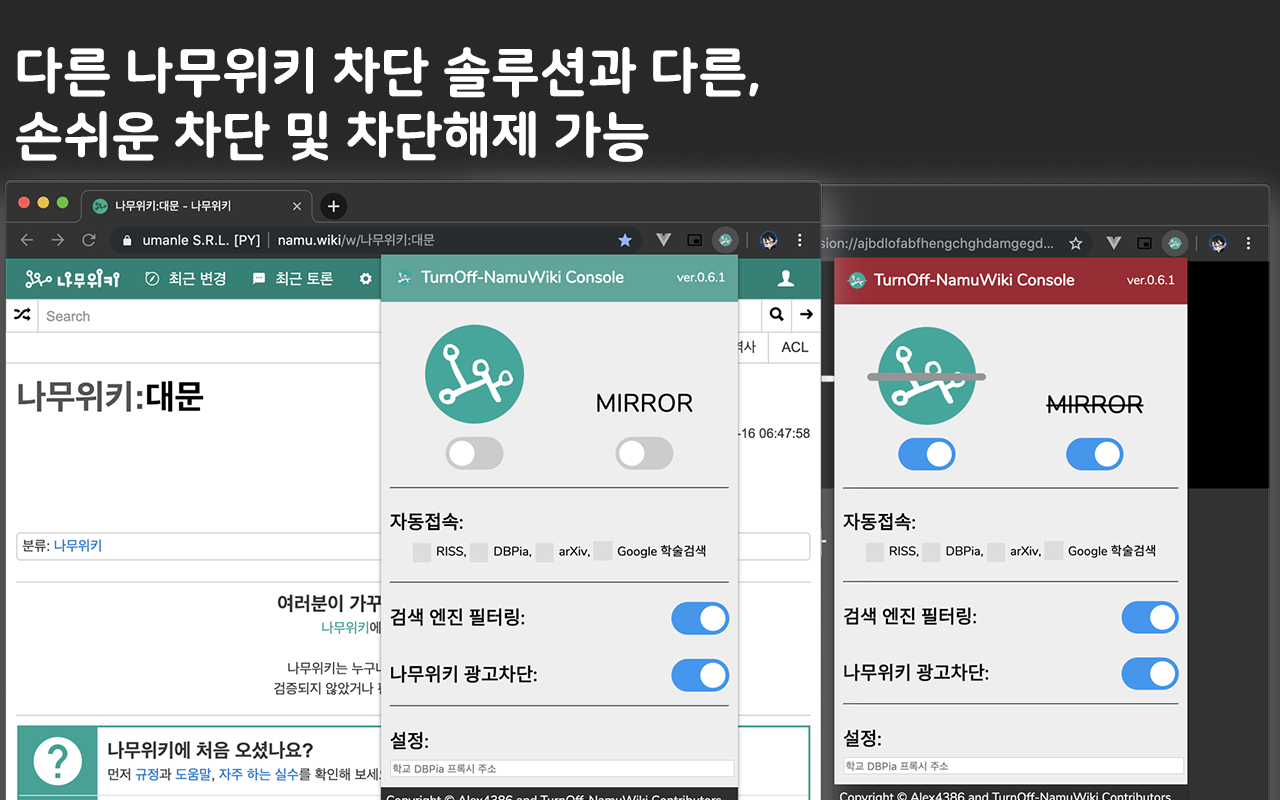 다른 나무위키 차단 솔루션과 다른,
손쉬운 차단 및 차단해제 가능
나무위키:대문 - 나무위키
umanle S.R.L. [PY] namu.wiki/w/나무위키:대문
나무위키 최근 변경 최근 토론
Search
역사 ACL
나무위키:대문
-16 06:47:58
분류: 나무위키
여러분이 가꾸
나무위키에
나무위키는 누구나
검증되지 않았거나
나무위키에 처음 오셨나요?
먼저 규정과 도움말, 자주 하는 실수를 확인해 보세요
TurnOff-NamuWiki Console ver.0.6.1
MIRROR
자동접속:
RISS, DBPia, arXiv, Google 학술검색
검색 엔진 필터링:
나무위키 광고차단:
설정:
학교 DBPia 프록시 주소
Copyright © Alex4386 and TurnOff-NamuWiki Contributors
sion://ajbdlofabfhengchghdamgegd...
TurnOff-NamuWiki Console ver.0.6.1
MIRROR
자동접속:
RISS, DBPia, arXiv, Google 학술검색
검색 엔진 필터링:
나무위키 광고차단:
설정:
학교 DBPia 프록시 주소
Copyright © Alex4386 and TurnOff-NamuWiki Contributors